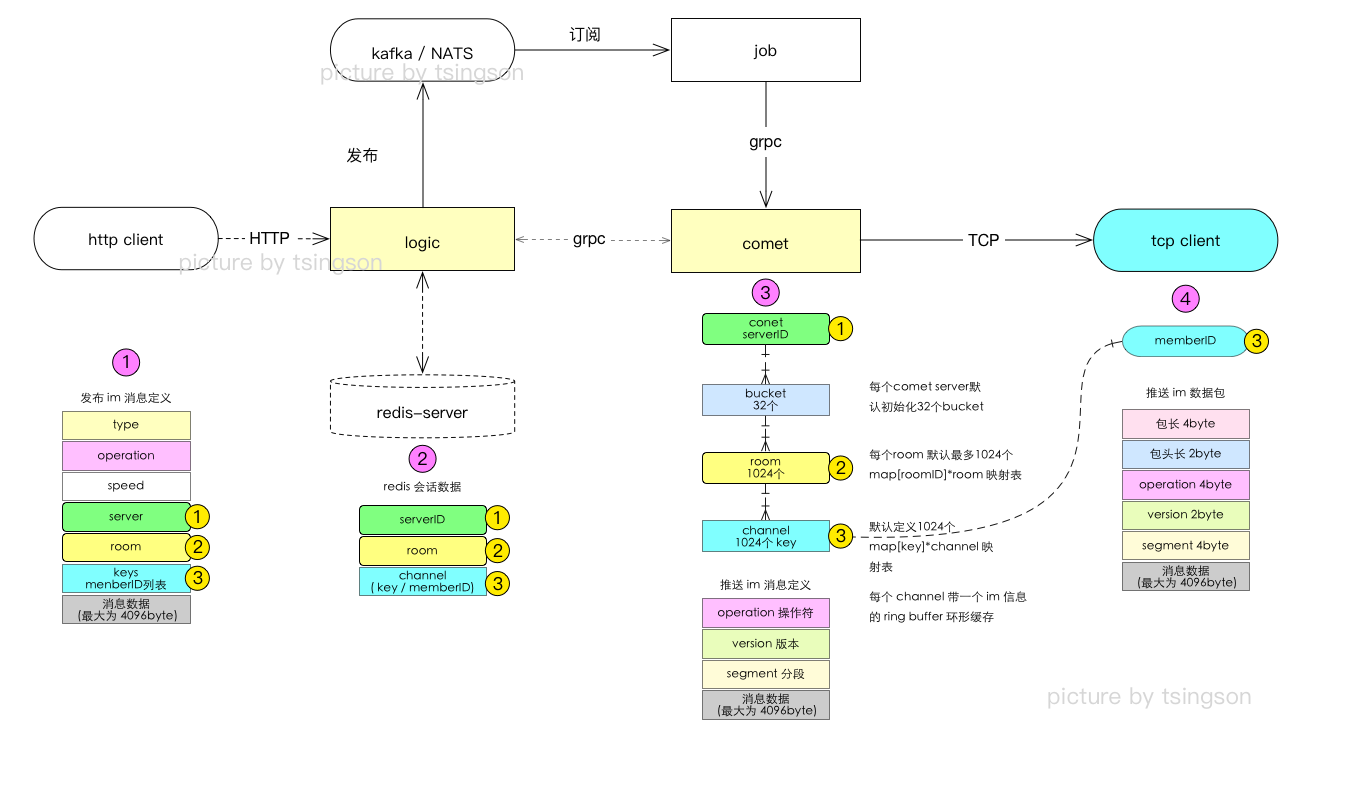 kafka / NATS
picture by tsingson
订阅
job
发布
grpc
http client
HTTP
logic
grpc
comet
TCP
tcp client
picture by tsingson
redis-server
1
发布 im 消息定义
type
operation
speed
server
1
room
2
keys
menberID列表
3
消息数据
(最大为 4096byte)
2
redis 会话数据
serverID
1
room
2
channel
( key / memberID)
3
3
conet
serverID
1
bucket
32个
每个comet server默
认初始化32个bucket
room
1024个
2
每个room 默认最多1024个
map[roomID]*room 映射表
channel
1024个 key
3
默认定义1024个
map[key]*channel 映
射表
每个 channel 带一个 im 信息
的 ring buffer 环形缓存
推送 im 消息定义
operation 操作符
version 版本
segment 分段
消息数据
(最大为 4096byte)
4
memberID
3
推送 im 数据包
包长 4byte
包头长 2byte
operation 4byte
version 2byte
segment 4byte
消息数据
(最大为 4096byte)
picture by tsingson